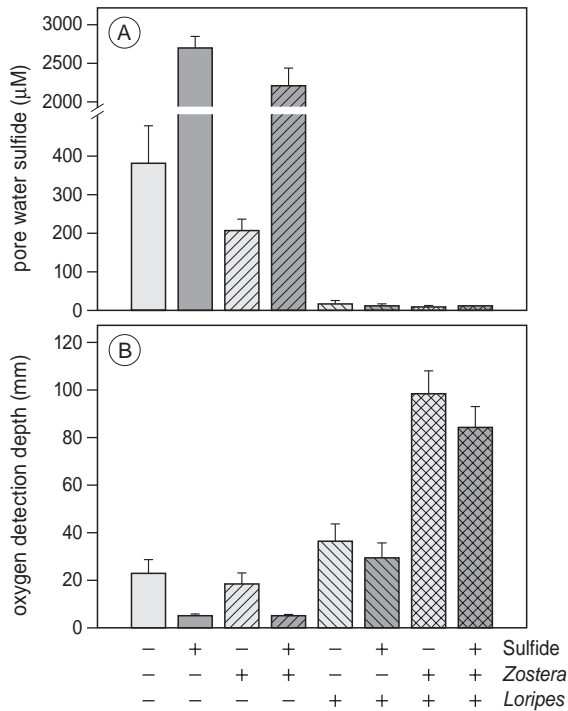 A
3000
2500
2000
400
300
200
100
0
pore water sulfide (µM)
B
120
100
80
60
40
20
0
oxygen detection depth (mm)
− + − + − + − + Sulfide
− − + + − − + + Zostera
− − − − + + + + Loripes